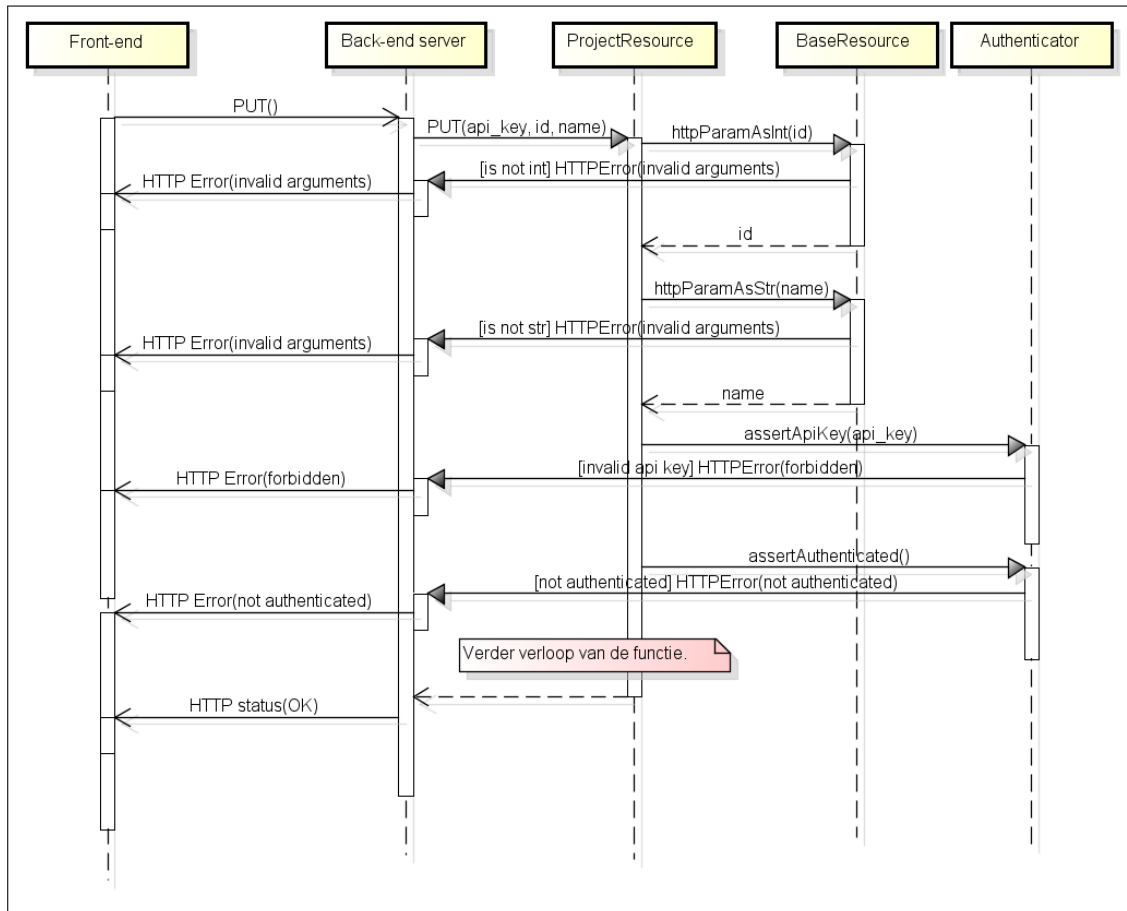 Front-end
Back-end server
ProjectResource
BaseResource
Authenticator
PUT()
PUT(api_key, id, name)
httpParamAsInt(id)
[is not int] HTTPError(invalid arguments)
HTTP Error(invalid arguments)
id
httpParamAsStr(name)
[is not str] HTTPError(invalid arguments)
HTTP Error(invalid arguments)
name
assertApiKey(api_key)
[invalid api key] HTTPError(forbidden)
HTTP Error(forbidden)
assertAuthenticated()
[not authenticated] HTTPError(not authenticated)
HTTP Error(not authenticated)
Verder verloop van de functie.
HTTP status(OK)